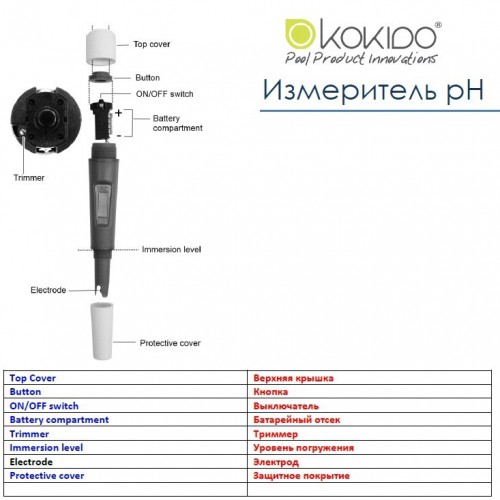 KOKIDO
Pool Product Innovations
Измеритель pH
Top cover
Button
ON/OFF switch
+
Battery
compartment
-
Trimmer
Immersion level
Electrode
Protective cover
Top Cover Верхняя крышка
Button Кнопка
ON/OFF switch Выключатель
Battery compartment Батарейный отсек
Trimmer Триммер
Immersion level Уровень погружения
Electrode Электрод
Protective cover Защитное покрытие